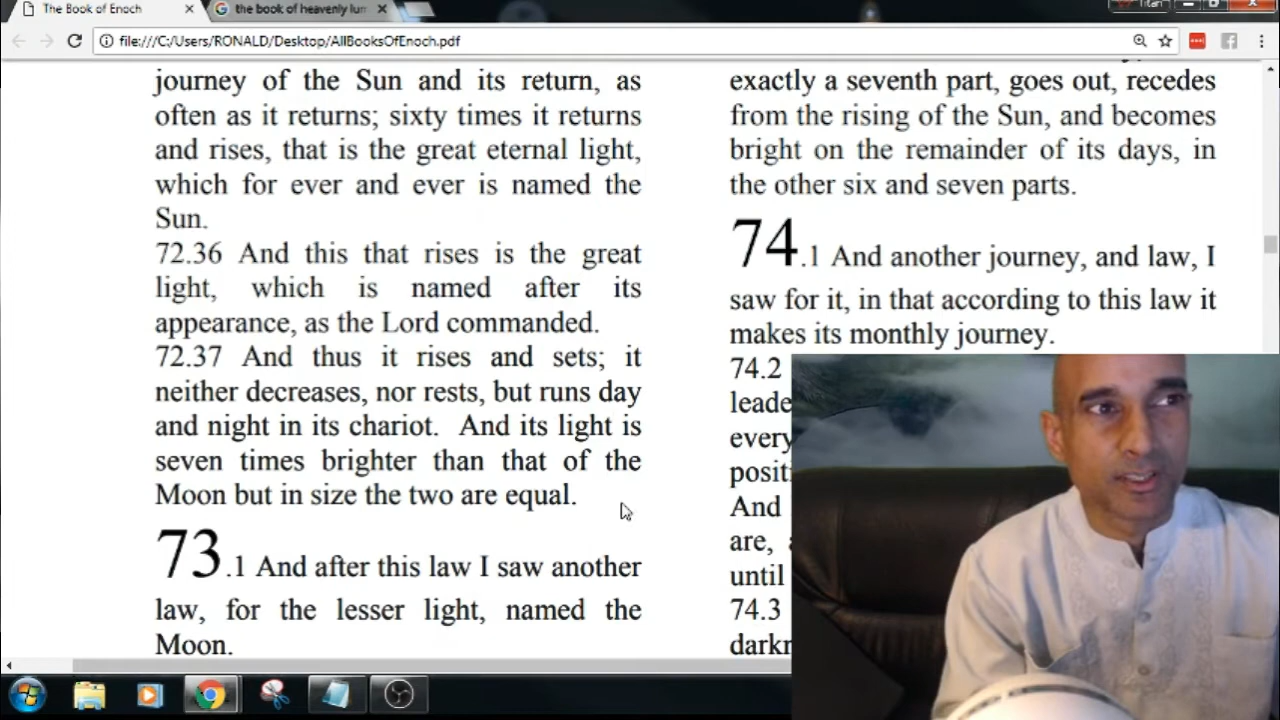 The Book of Enoch
the book of heavenly lum
Titan
file:///C:/Users/RONALD/Desktop/AllBooksOfEnoch.pdf
journey of the Sun and its return, as
often as it returns; sixty times it returns
and rises, that is the great eternal light,
which for ever and ever is named the
Sun.
72.36 And this that rises is the great
light, which is named after its
appearance, as the Lord commanded.
72.37 And thus it rises and sets; it
neither decreases, nor rests, but runs day
and night in its chariot. And its light is
seven times brighter than that of the
Moon but in size the two are equal.
73.1 And after this law I saw another
law, for the lesser light, named the
Moon.
exactly a seventh part, goes out, recedes
from the rising of the Sun, and becomes
bright on the remainder of its days, in
the other six and seven parts.
74.1 And another journey, and law, I
saw for it, in that according to this law it
makes its monthly journey.
74.2
leade
every
positi
And
are,
until
74.3
darkn